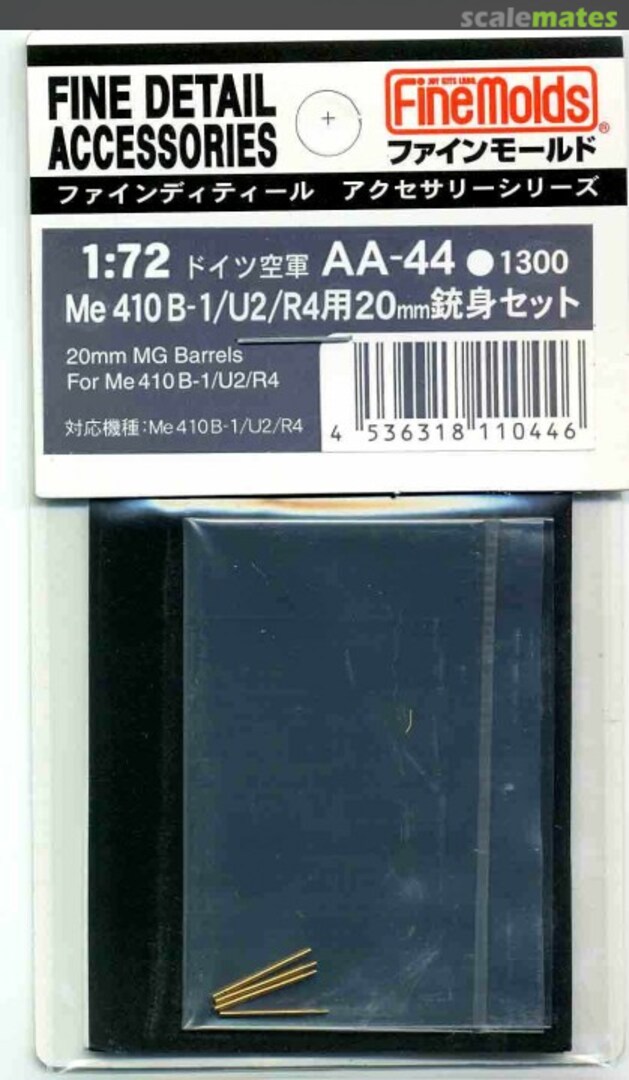 scalemates
FINE DETAIL
ACCESSORIES
JOY KITS LAND
FineMolds®
ファインモールド
ファインディティール アクセサリーシリーズ
1:72 ドイツ空軍 AA-44 ●1300
Me 410 B-1/U2/R4用20mm銃身セット
20mm MG Barrels
For Me 410 B-1/U2/R4
対応機種:Me 410B-1/U2/R4
4 536318 110446